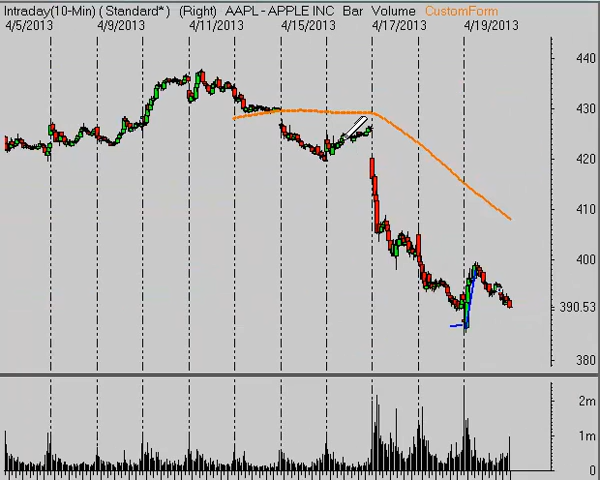 Intraday(10-Min) (Standard*) (Right) AAPL - APPLE INC Bar Volume CustomForm
4/5/2013 4/9/2013 4/11/2013 4/15/2013 4/17/2013 4/19/2013
440
430
420
410
400
390.53
380
2m
1m
0